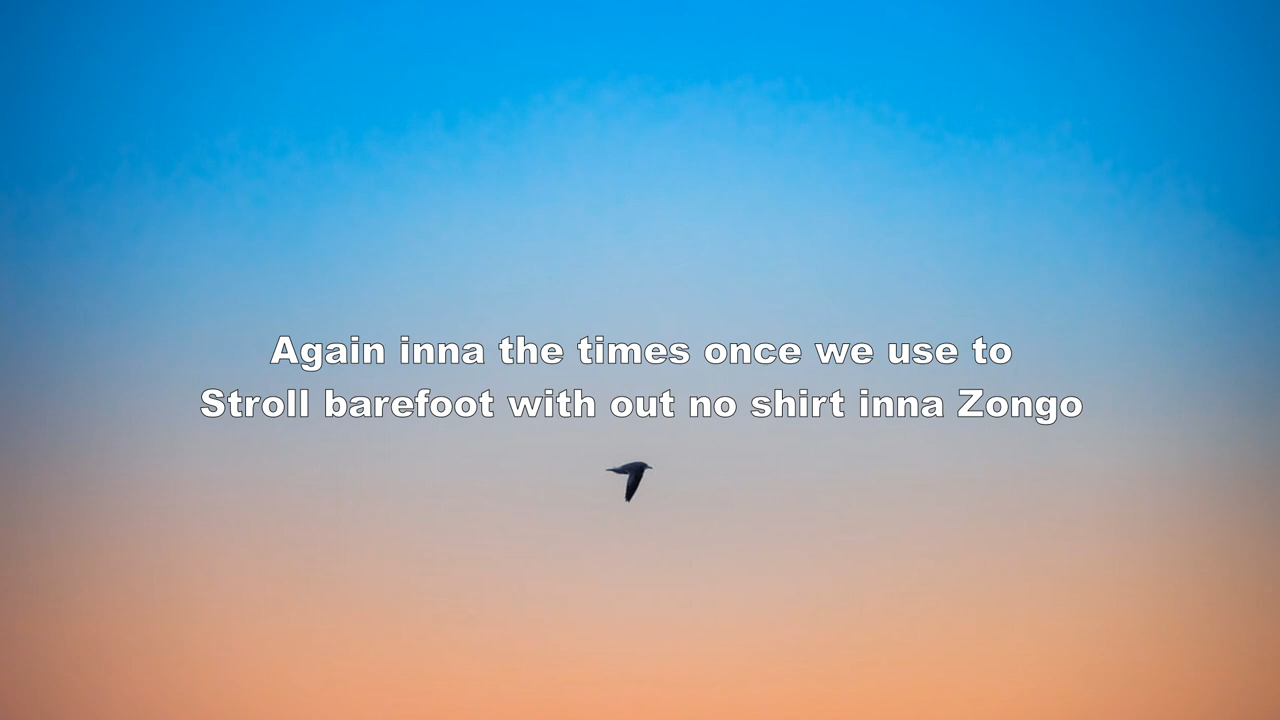 Again inna the times once we use to
Stroll barefoot with out no shirt inna Zongo